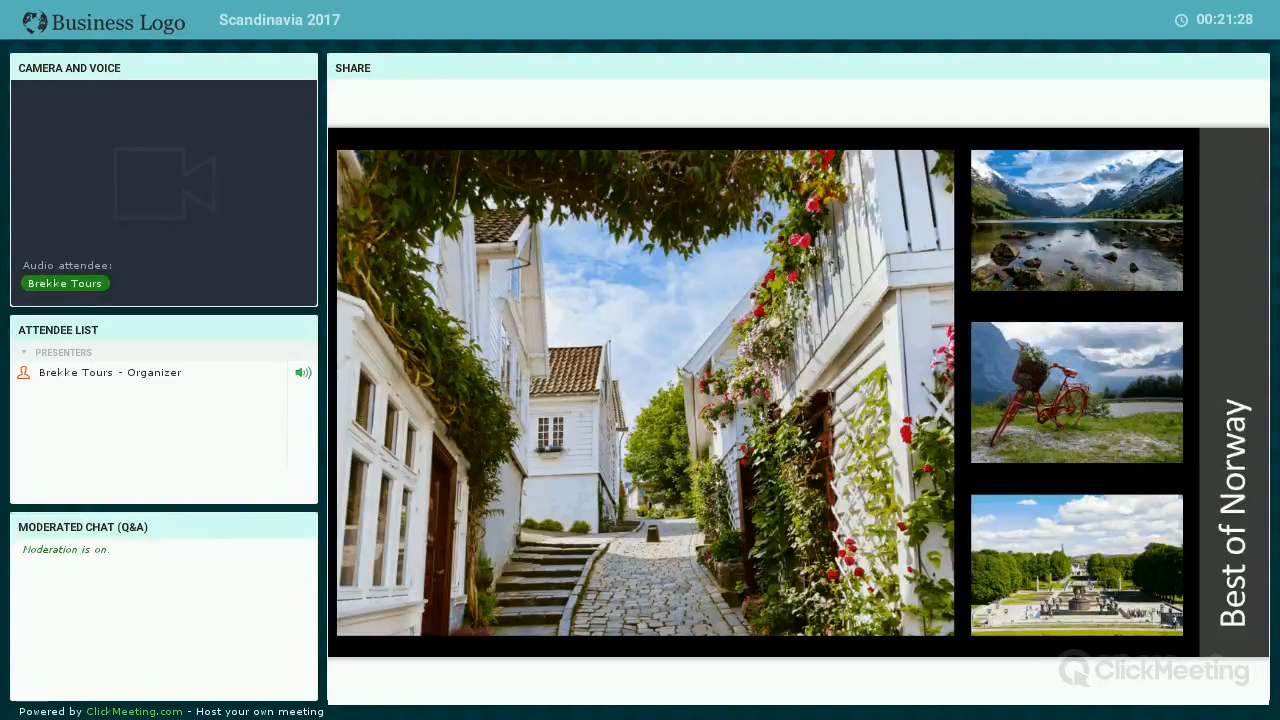 Business Logo
Scandinavia 2017
00:21:28
CAMERA AND VOICE
Audio attendee:
Brekke Tours
ATTENDEE LIST
PRESENTERS
Brekke Tours - Organizer
MODERATED CHAT (Q&A)
Moderation is on.
Powered by ClickMeeting.com - Host your own meeting
SHARE
Best of Norway
ClickMeeting